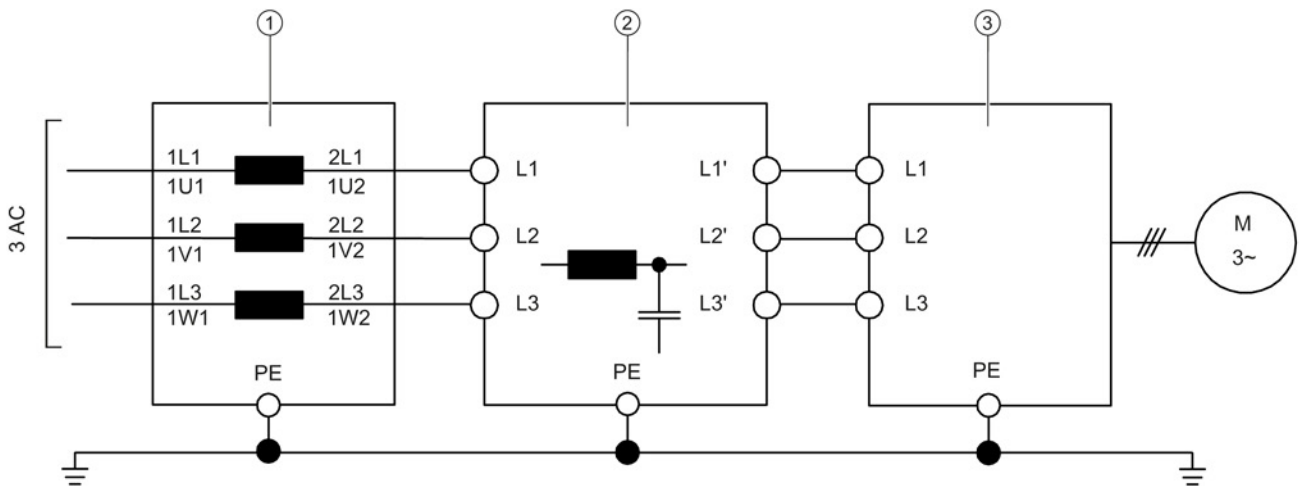 ① ② ③
3 AC
1L1 2L1
1U1 1U2
1L2 2L2
1V1 1V2
1L3 2L3
1W1 1W2
PE
L1 L1'
L2 L2'
L3 L3'
PE
L1
L2
L3
PE
M
3~